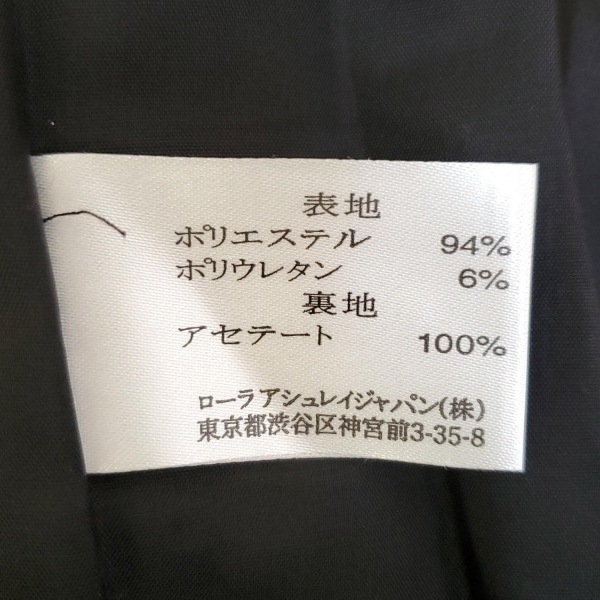 表地
ポリエステル 94%
ポリウレタン 6%
裏地
アセテート 100%
ローラアシュレイジャパン(株)
東京都渋谷区神宮前3-35-8